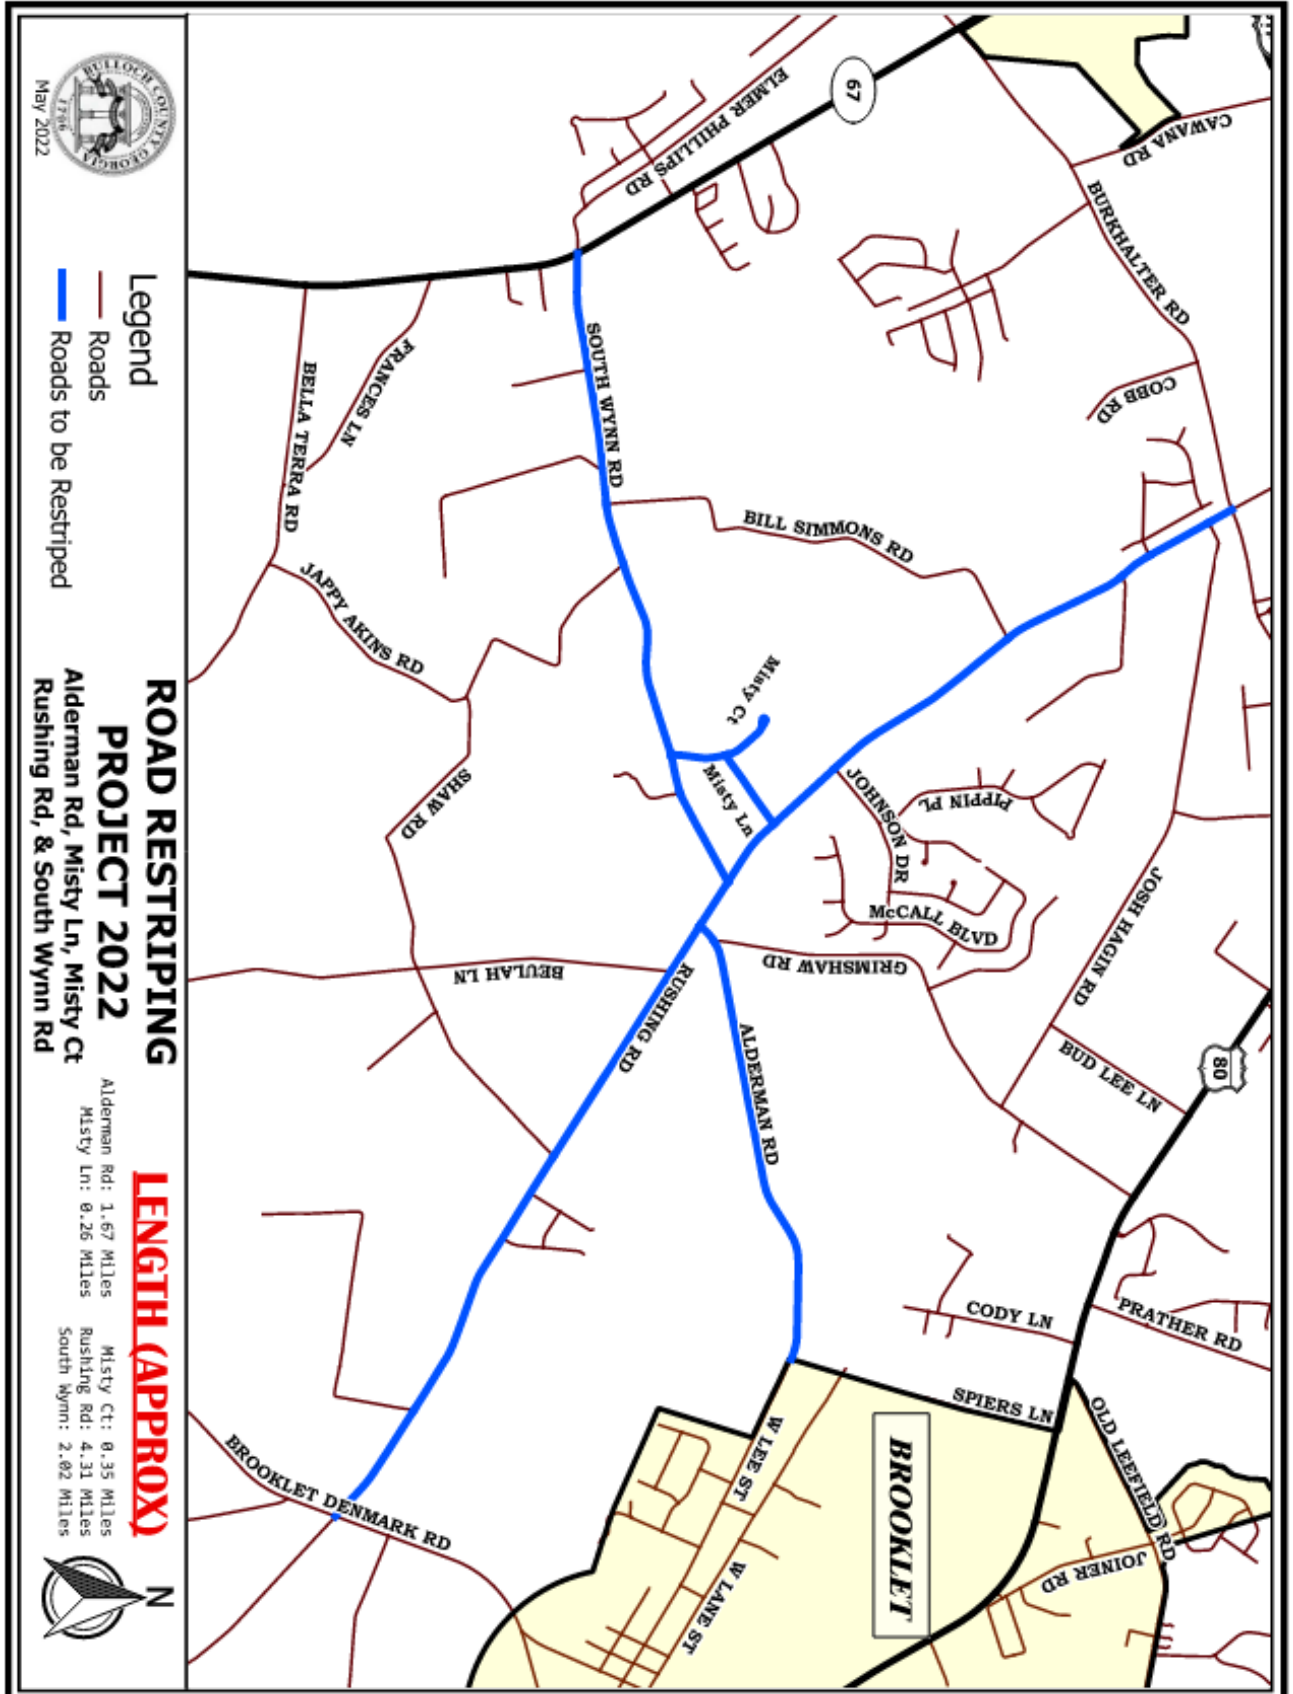 67
ELMER PHILLIPS RD
CAWANA RD
BURKHALTER RD
COBB RD
SOUTH WYNN RD
FRANCES LN
BELLA TERRA RD
BILL SIMMONS RD
JAPPY AKINS RD
Misty Ct
Misty Ln
SHAW RD
JOHNSON DR
PIPPIN PL
McCALL BLVD
JOSH HAGIN RD
GRIMSHAW RD
BEULAH LN
RUSHING RD
ALDERMAN RD
BUD LEE LN
80
CODY LN
PRATHER RD
SPIERS LN
OLD LEEFIELD RD
BROOKLET
W LEE ST
W LANE ST
JOINER RD
BROOKLET DENMARK RD
BULLOCH COUNTY GEORGIA
1796
May 2022
Legend
Roads
Roads to be Restriped
ROAD RESTRIPING
PROJECT 2022
Alderman Rd, Misty Ln, Misty Ct
Rushing Rd, & South Wynn Rd
LENGTH (APPROX)
Alderman Rd: 1.67 Miles
Misty Ln: 0.26 Miles
Misty Ct: 0.35 Miles
Rushing Rd: 4.31 Miles
South Wynn: 2.02 Miles
N